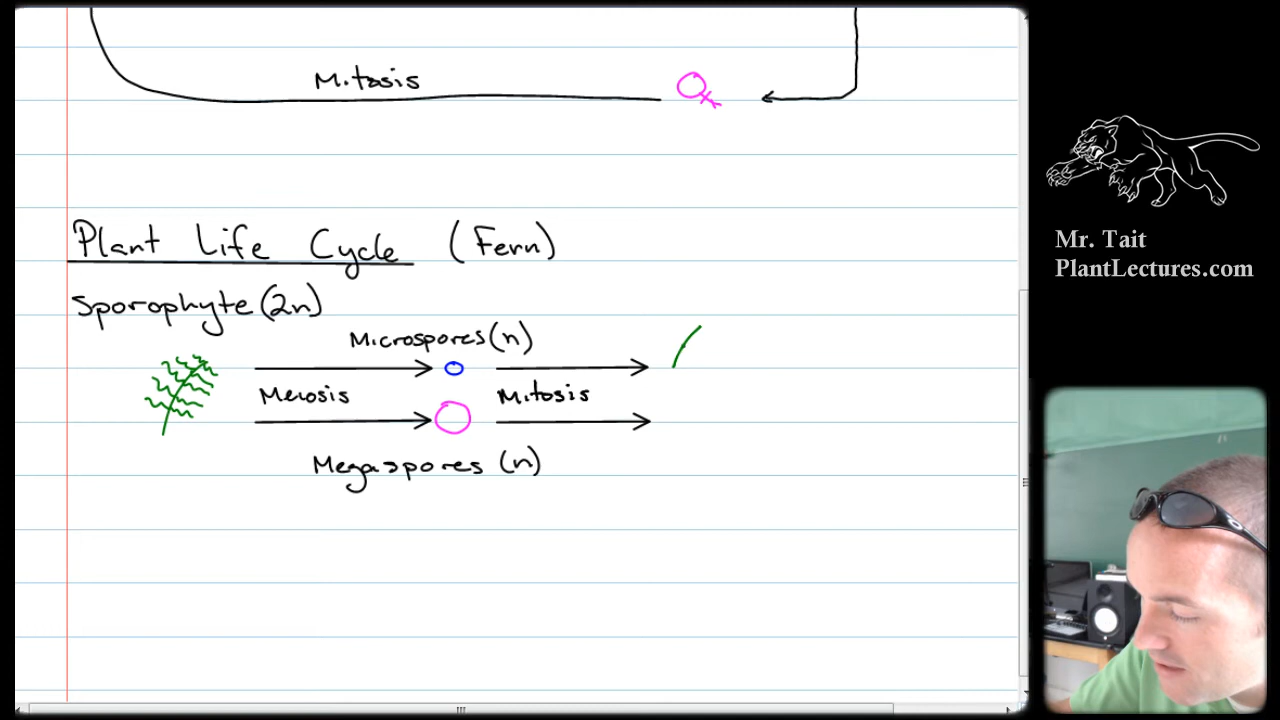 Mitosis
Plant Life Cycle (Fern)
Sporophyte (2n)
Microspores (n)
Meiosis Mitosis
Megaspores (n)
Mr. Tait
PlantLectures.com